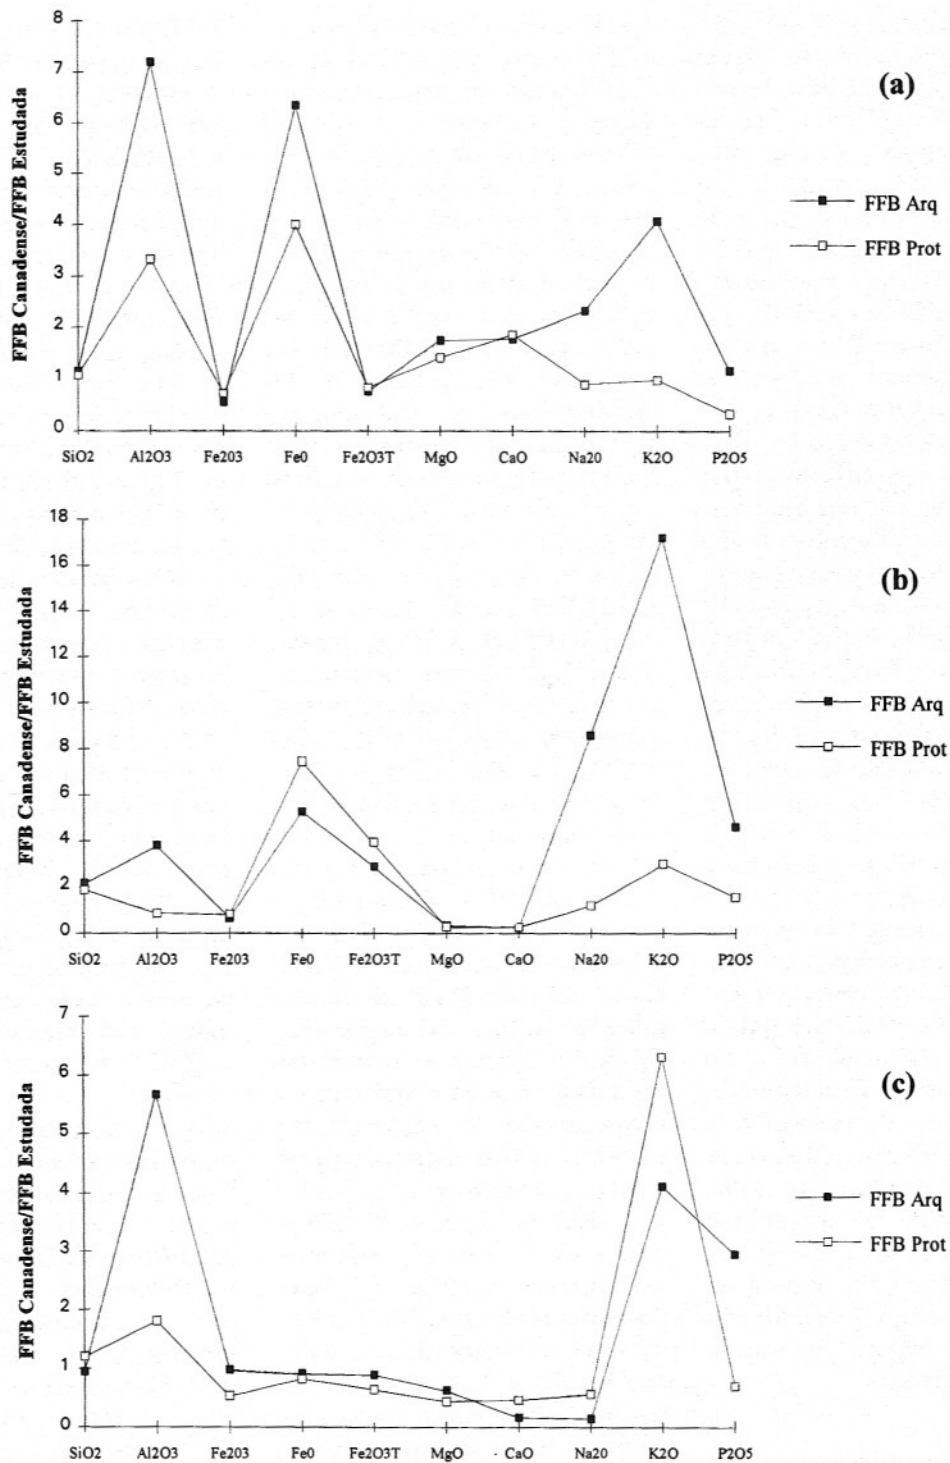 FFB Canadense/FFB Estudada
8
7
6
5
4
3
2
1
0
(a)
FFB Arq
FFB Prot
SiO2 Al2O3 Fe2O3 Fe0 Fe2O3T MgO CaO Na20 K2O P2O5
FFB Canadense/FFB Estudada
18
16
14
12
10
8
6
4
2
0
(b)
FFB Arq
FFB Prot
SiO2 Al2O3 Fe2O3 Fe0 Fe2O3T MgO CaO Na20 K2O P2O5
FFB Canadense/FFB Estudada
7
6
5
4
3
2
1
0
(c)
FFB Arq
FFB Prot
SiO2 Al2O3 Fe2O3 Fe0 Fe2O3T MgO CaO Na20 K2O P2O5